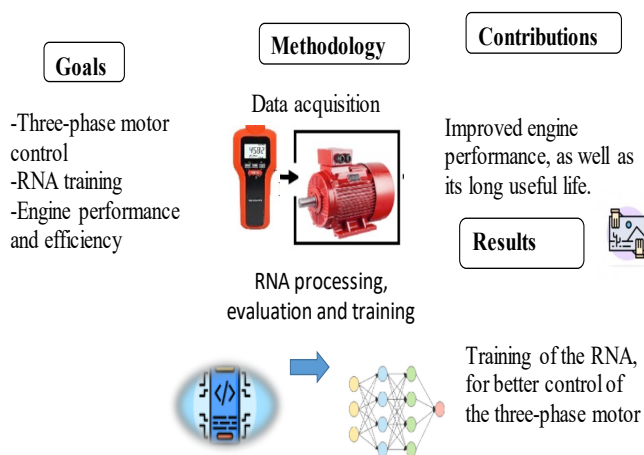 Goals
-Three-phase motor
control
-RNA training
-Engine performance
and efficiency
Methodology
Data acquisition
4582
RNA processing,
evaluation and training
</>
Contributions
Improved engine
performance, as well as
its long useful life.
Results
Training of the RNA,
for better control of
the three-phase motor